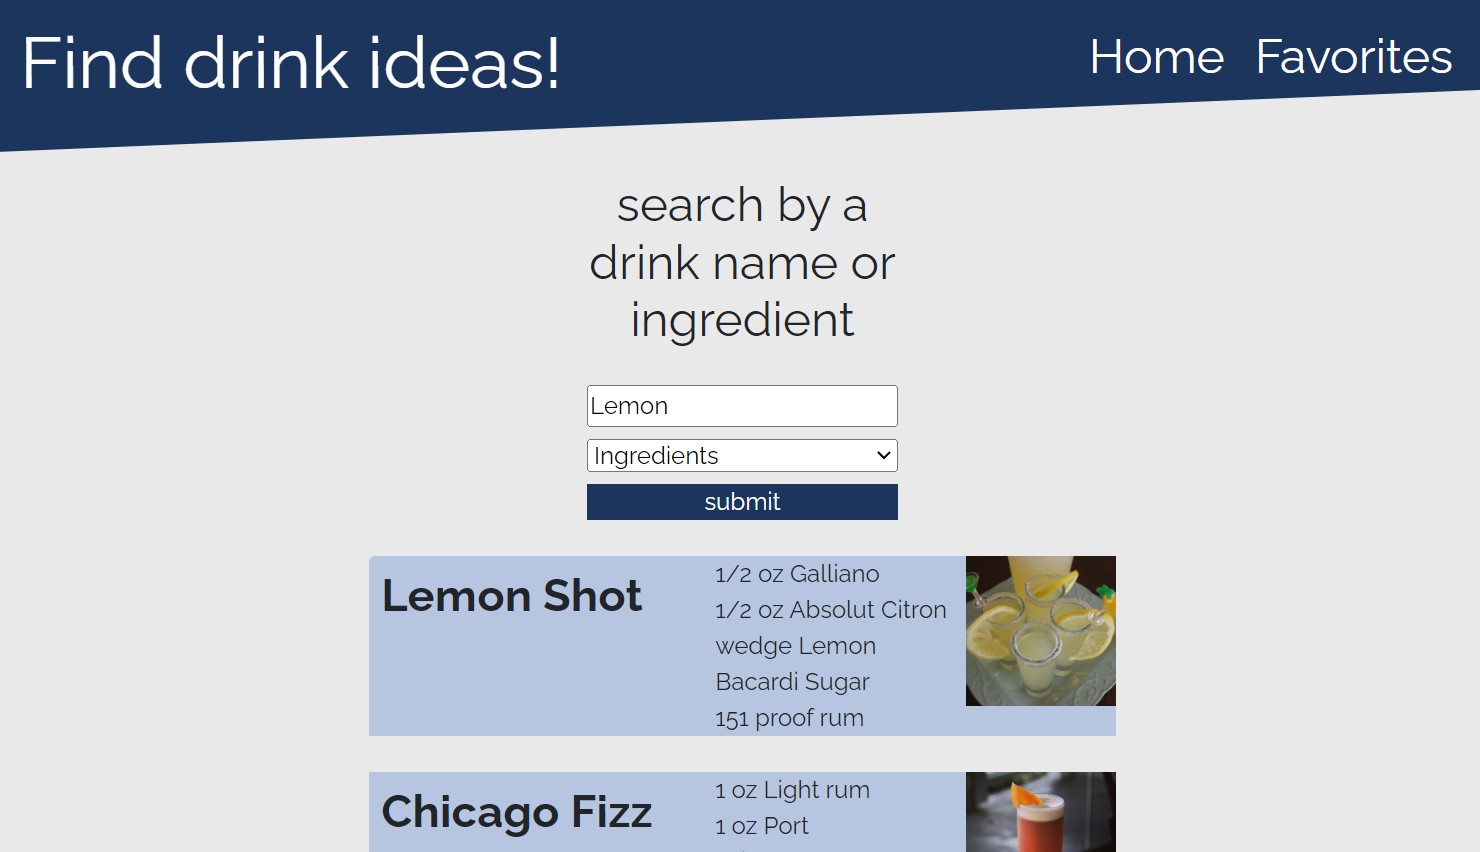 Find drink ideas!
Home Favorites
search by a
drink name or
ingredient
Lemon
Ingredients
submit
Lemon Shot
1/2 oz Galliano
1/2 oz Absolut Citron
wedge Lemon
Bacardi Sugar
151 proof rum
Chicago Fizz
1 oz Light rum
1 oz Port